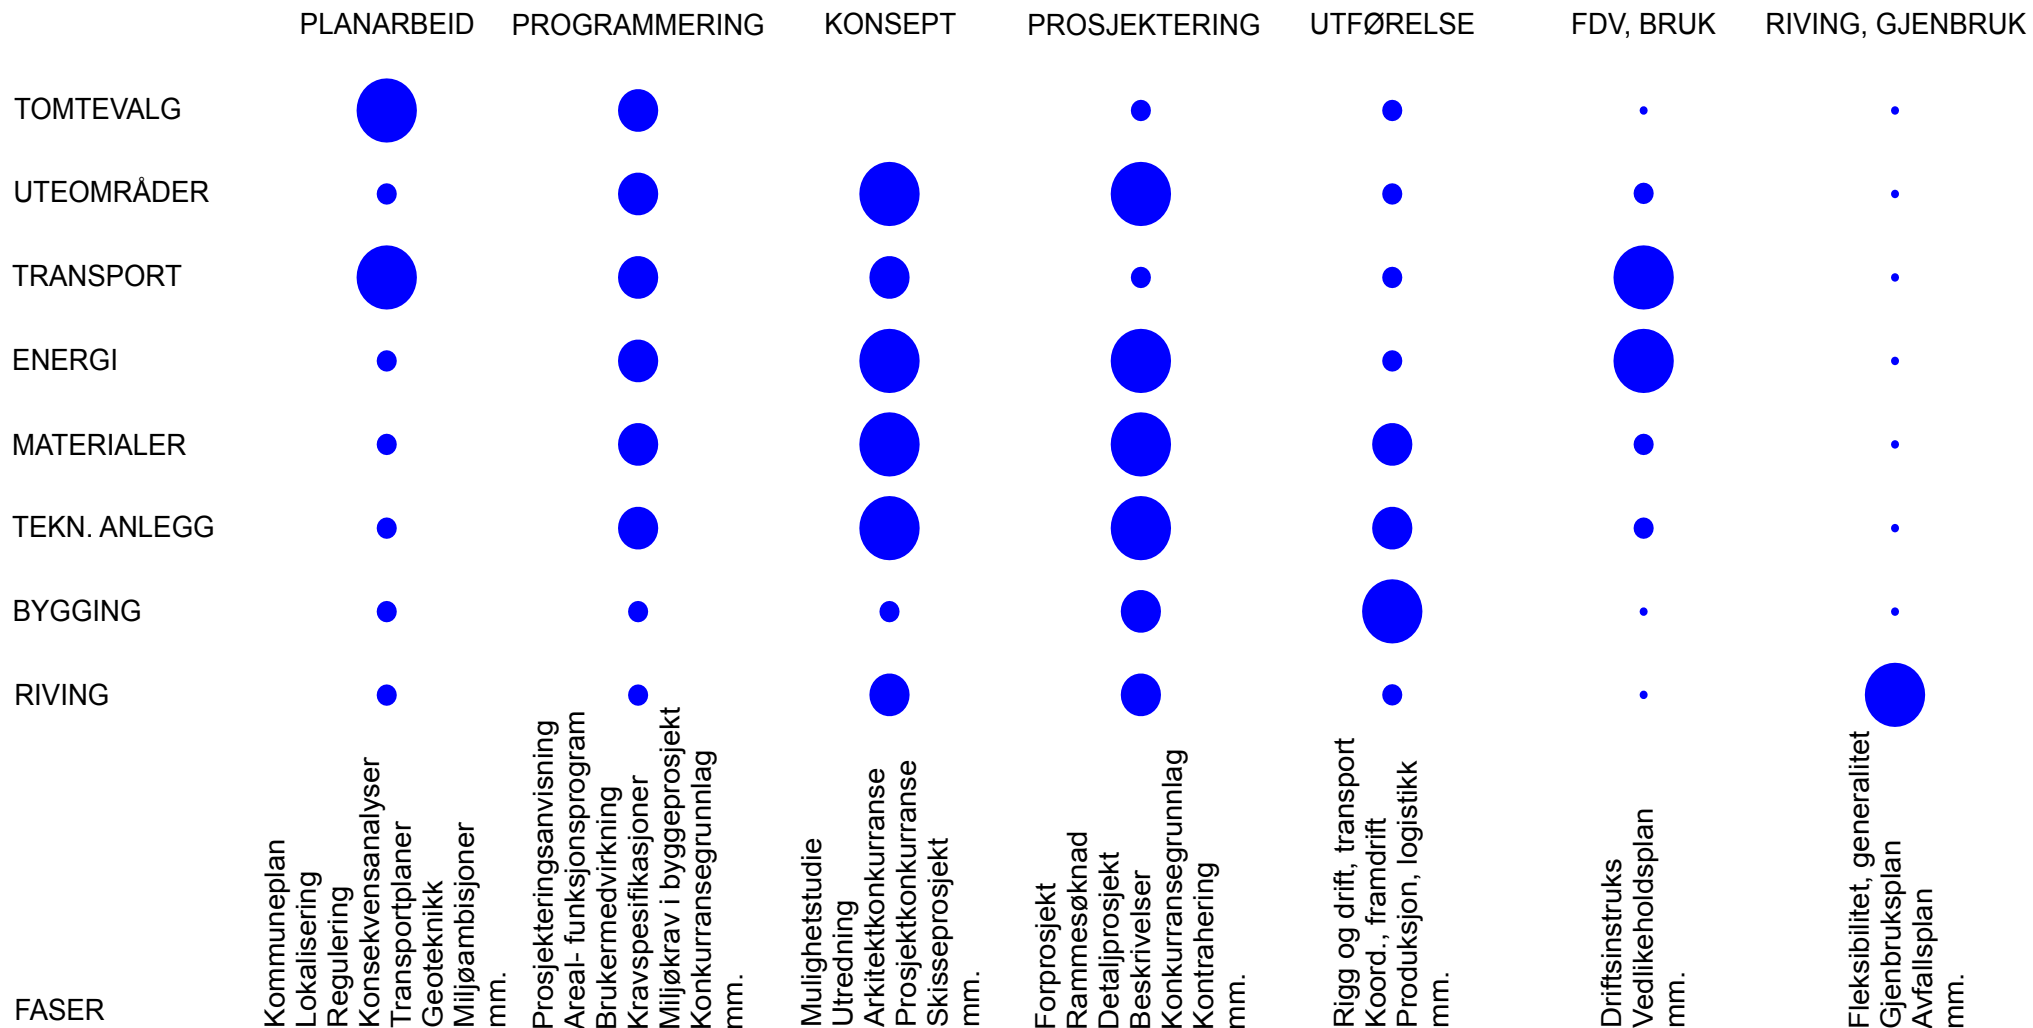 PLANARBEID PROGRAMMERING KONSEPT PROSJEKTERING UTFØRELSE FDV, BRUK RIVING, GJENBRUK
TOMTEVALG
UTEOMRÅDER
TRANSPORT
ENERGI
MATERIALER
TEKN. ANLEGG
BYGGING
RIVING
FASER
Kommuneplan
Lokalisering
Regulering
Konsekvensanalyser
Transportplaner
Geoteknikk
Miljøambisjoner
mm.
Prosjekteringsanvisning
Areal- funksjonsprogram
Brukermedvirkning
Kravspesifikasjoner
Miljøkrav i byggeprosjekt
Konkurransegrunnlag
mm.
Mulighetstudie
Utredning
Arkitektkonkurranse
Prosjektkonkurranse
Skisseprosjekt
mm.
Forprosjekt
Rammesøknad
Detaljprosjekt
Beskrivelser
Konkurransegrunnlag
Kontrahering
mm.
Rigg og drift, transport
Koord., framdrift
Produksjon, logistikk
mm.
Driftsinstruks
Vedlikeholdsplan
mm.
Fleksibilitet, generalitet
Gjenbruksplan
Avfallsplan
mm.